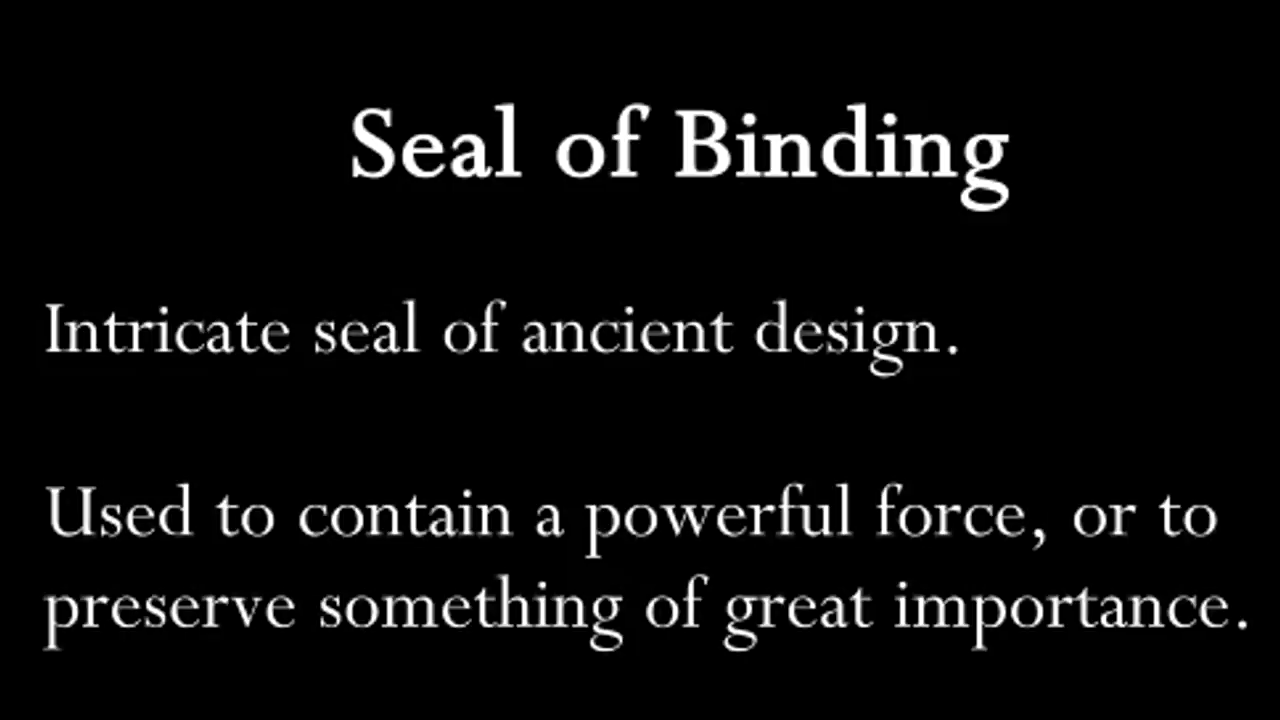 Seal of Binding
Intricate seal of ancient design.
Used to contain a powerful force, or to
preserve something of great importance.